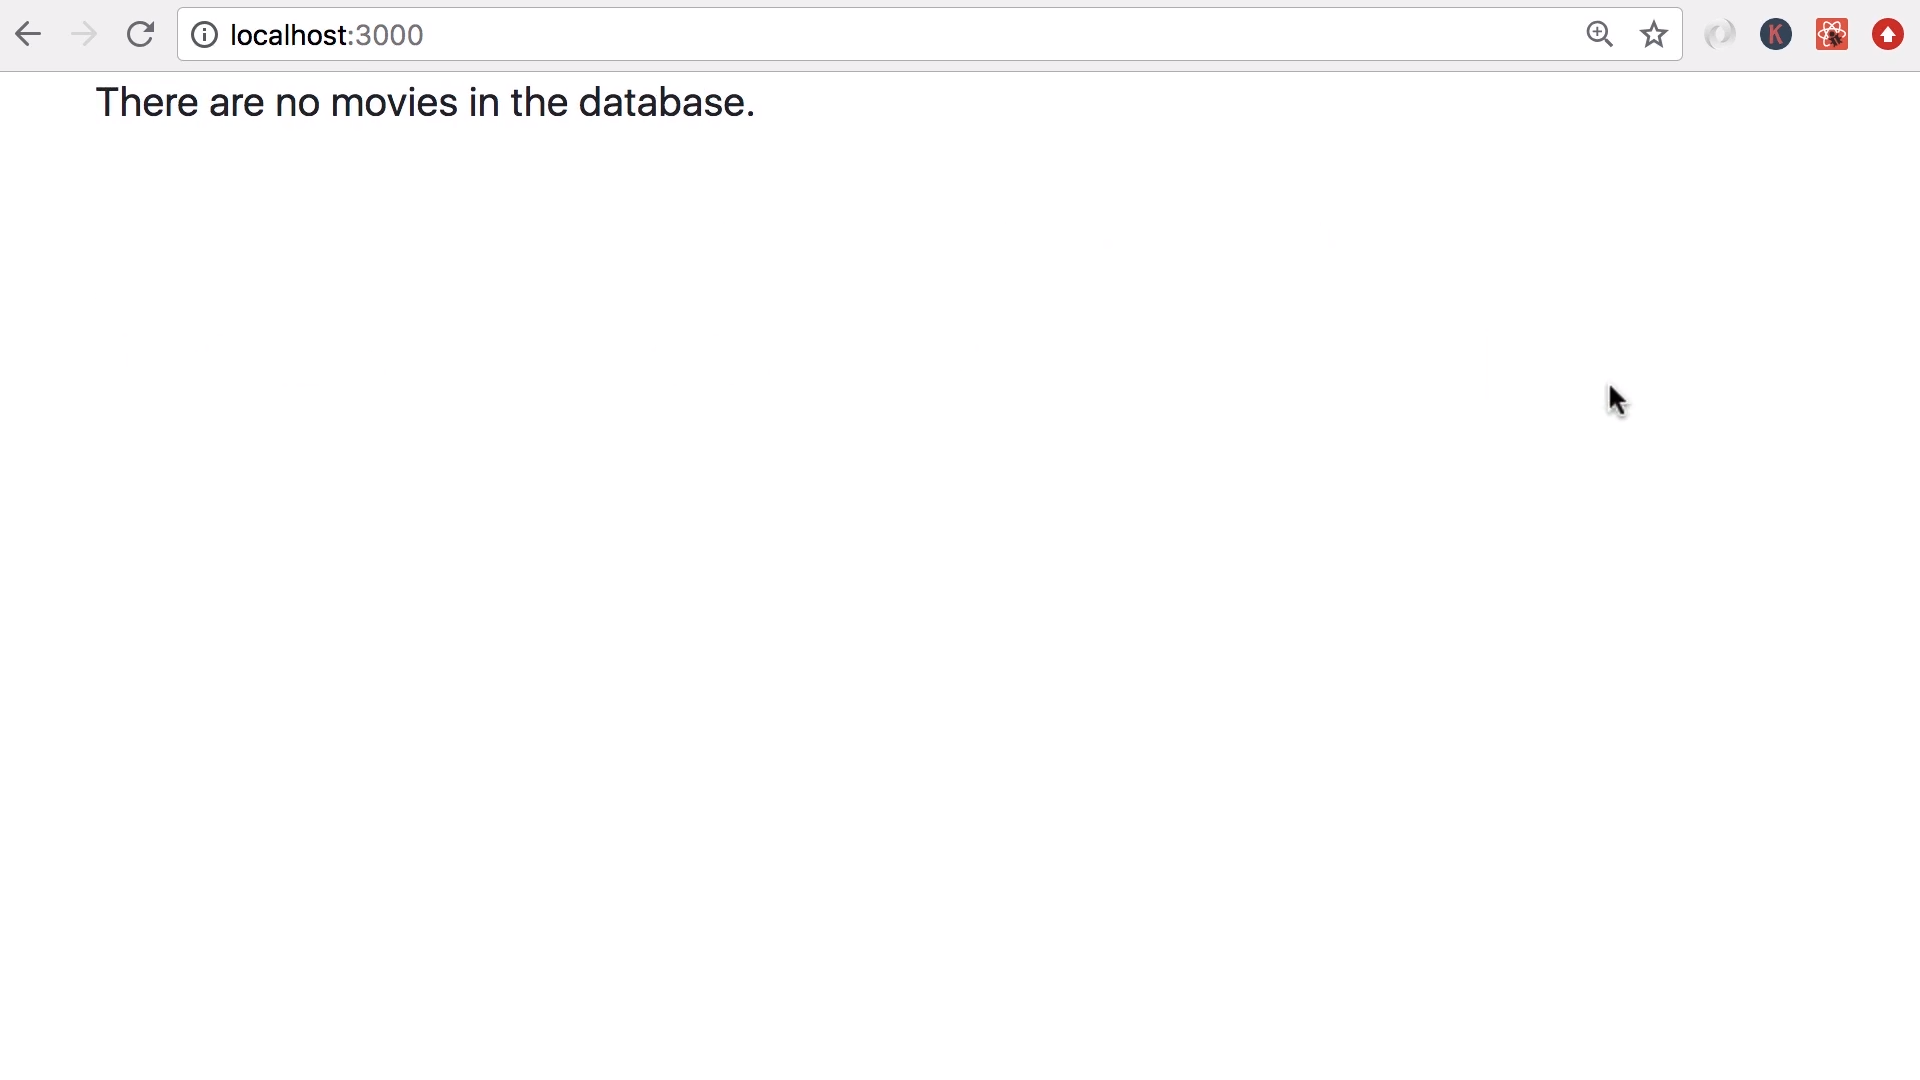 localhost:3000
K
There are no movies in the database.